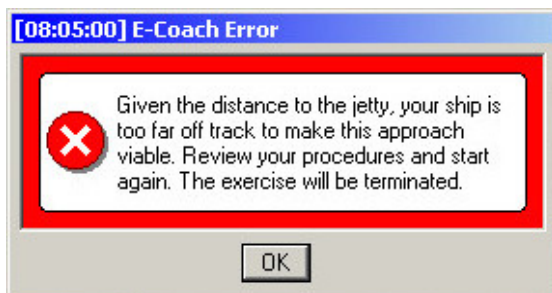 [08:05:00] E-Coach Error
Given the distance to the jetty, your ship is
too far off track to make this approach
viable. Review your procedures and start
again. The exercise will be terminated.
OK